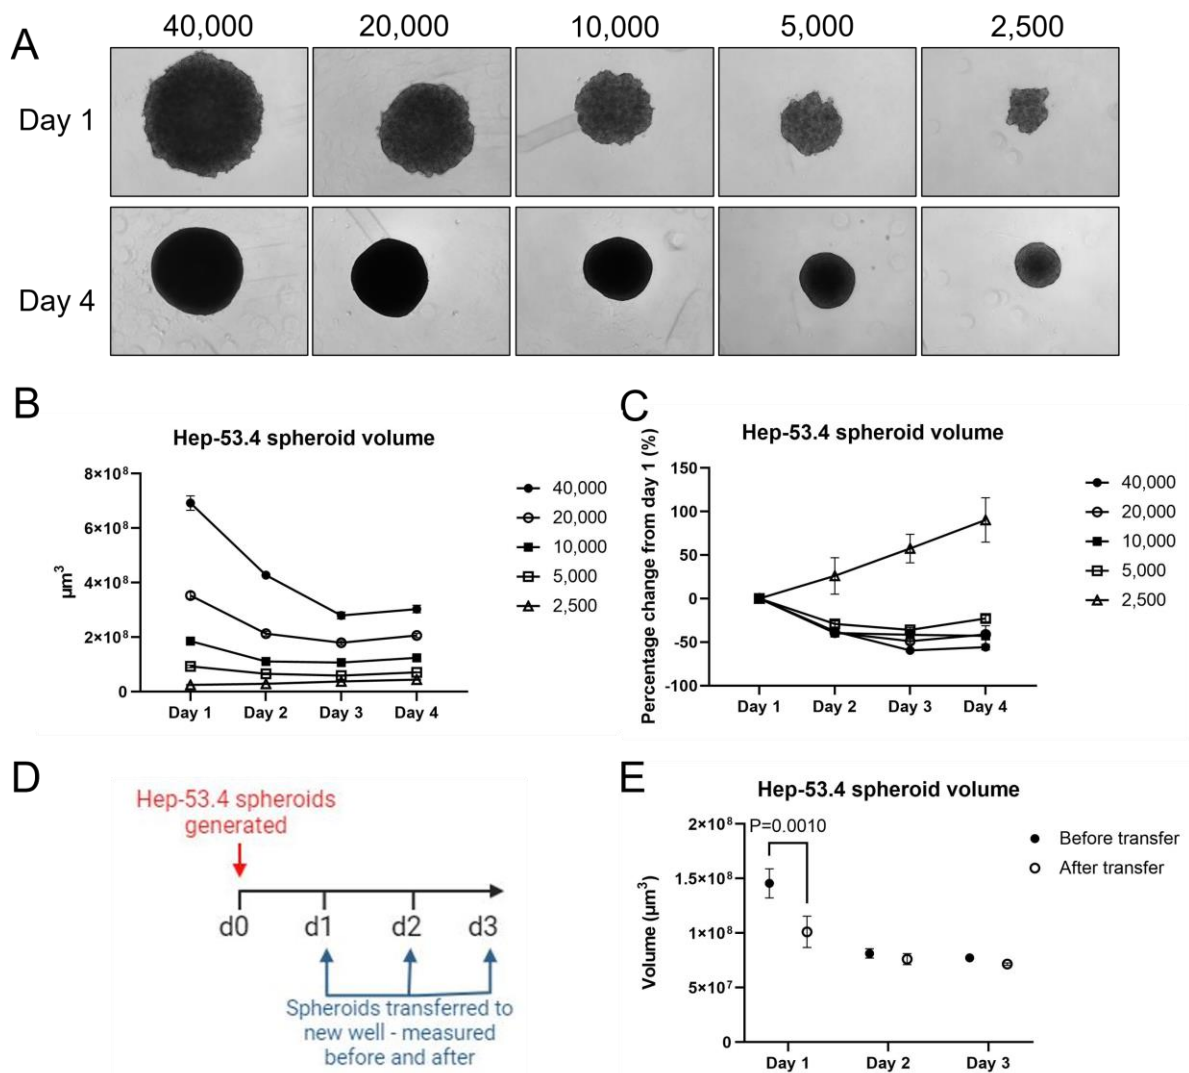 A
40,000
20,000
10,000
5,000
2,500
Day 1
Day 4
B
Hep-53.4 spheroid volume
8×10⁸
6×10⁸
4×10⁸
2×10⁸
0
µm³
Day 1
Day 2
Day 3
Day 4
40,000
20,000
10,000
5,000
2,500
C
Hep-53.4 spheroid volume
Percentage change from day 1 (%)
150
100
50
0
-50
-100
Day 1
Day 2
Day 3
Day 4
40,000
20,000
10,000
5,000
2,500
D
Hep-53.4 spheroids
generated
d0
d1
d2
d3
Spheroids transferred to
new well - measured
before and after
E
Hep-53.4 spheroid volume
Volume (µm³)
2×10⁸
1.5×10⁸
1×10⁸
5×10⁷
0
P=0.0010
Before transfer
After transfer
Day 1
Day 2
Day 3